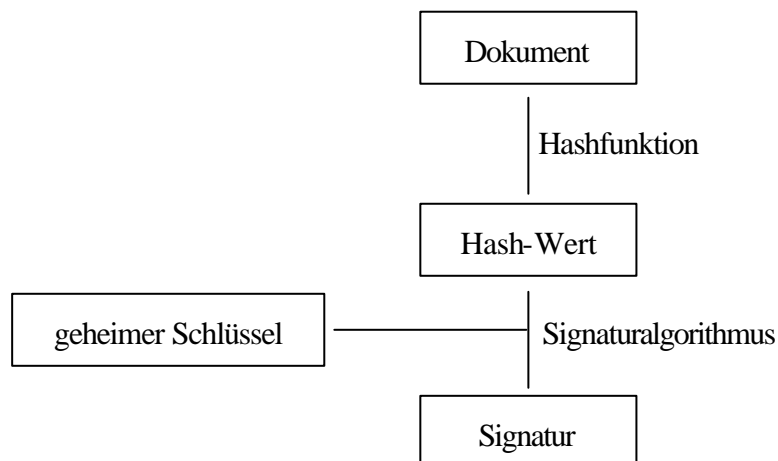 Dokument
Hashfunktion
Hash-Wert
geheimer Schlüssel
Signaturalgorithmus
Signatur